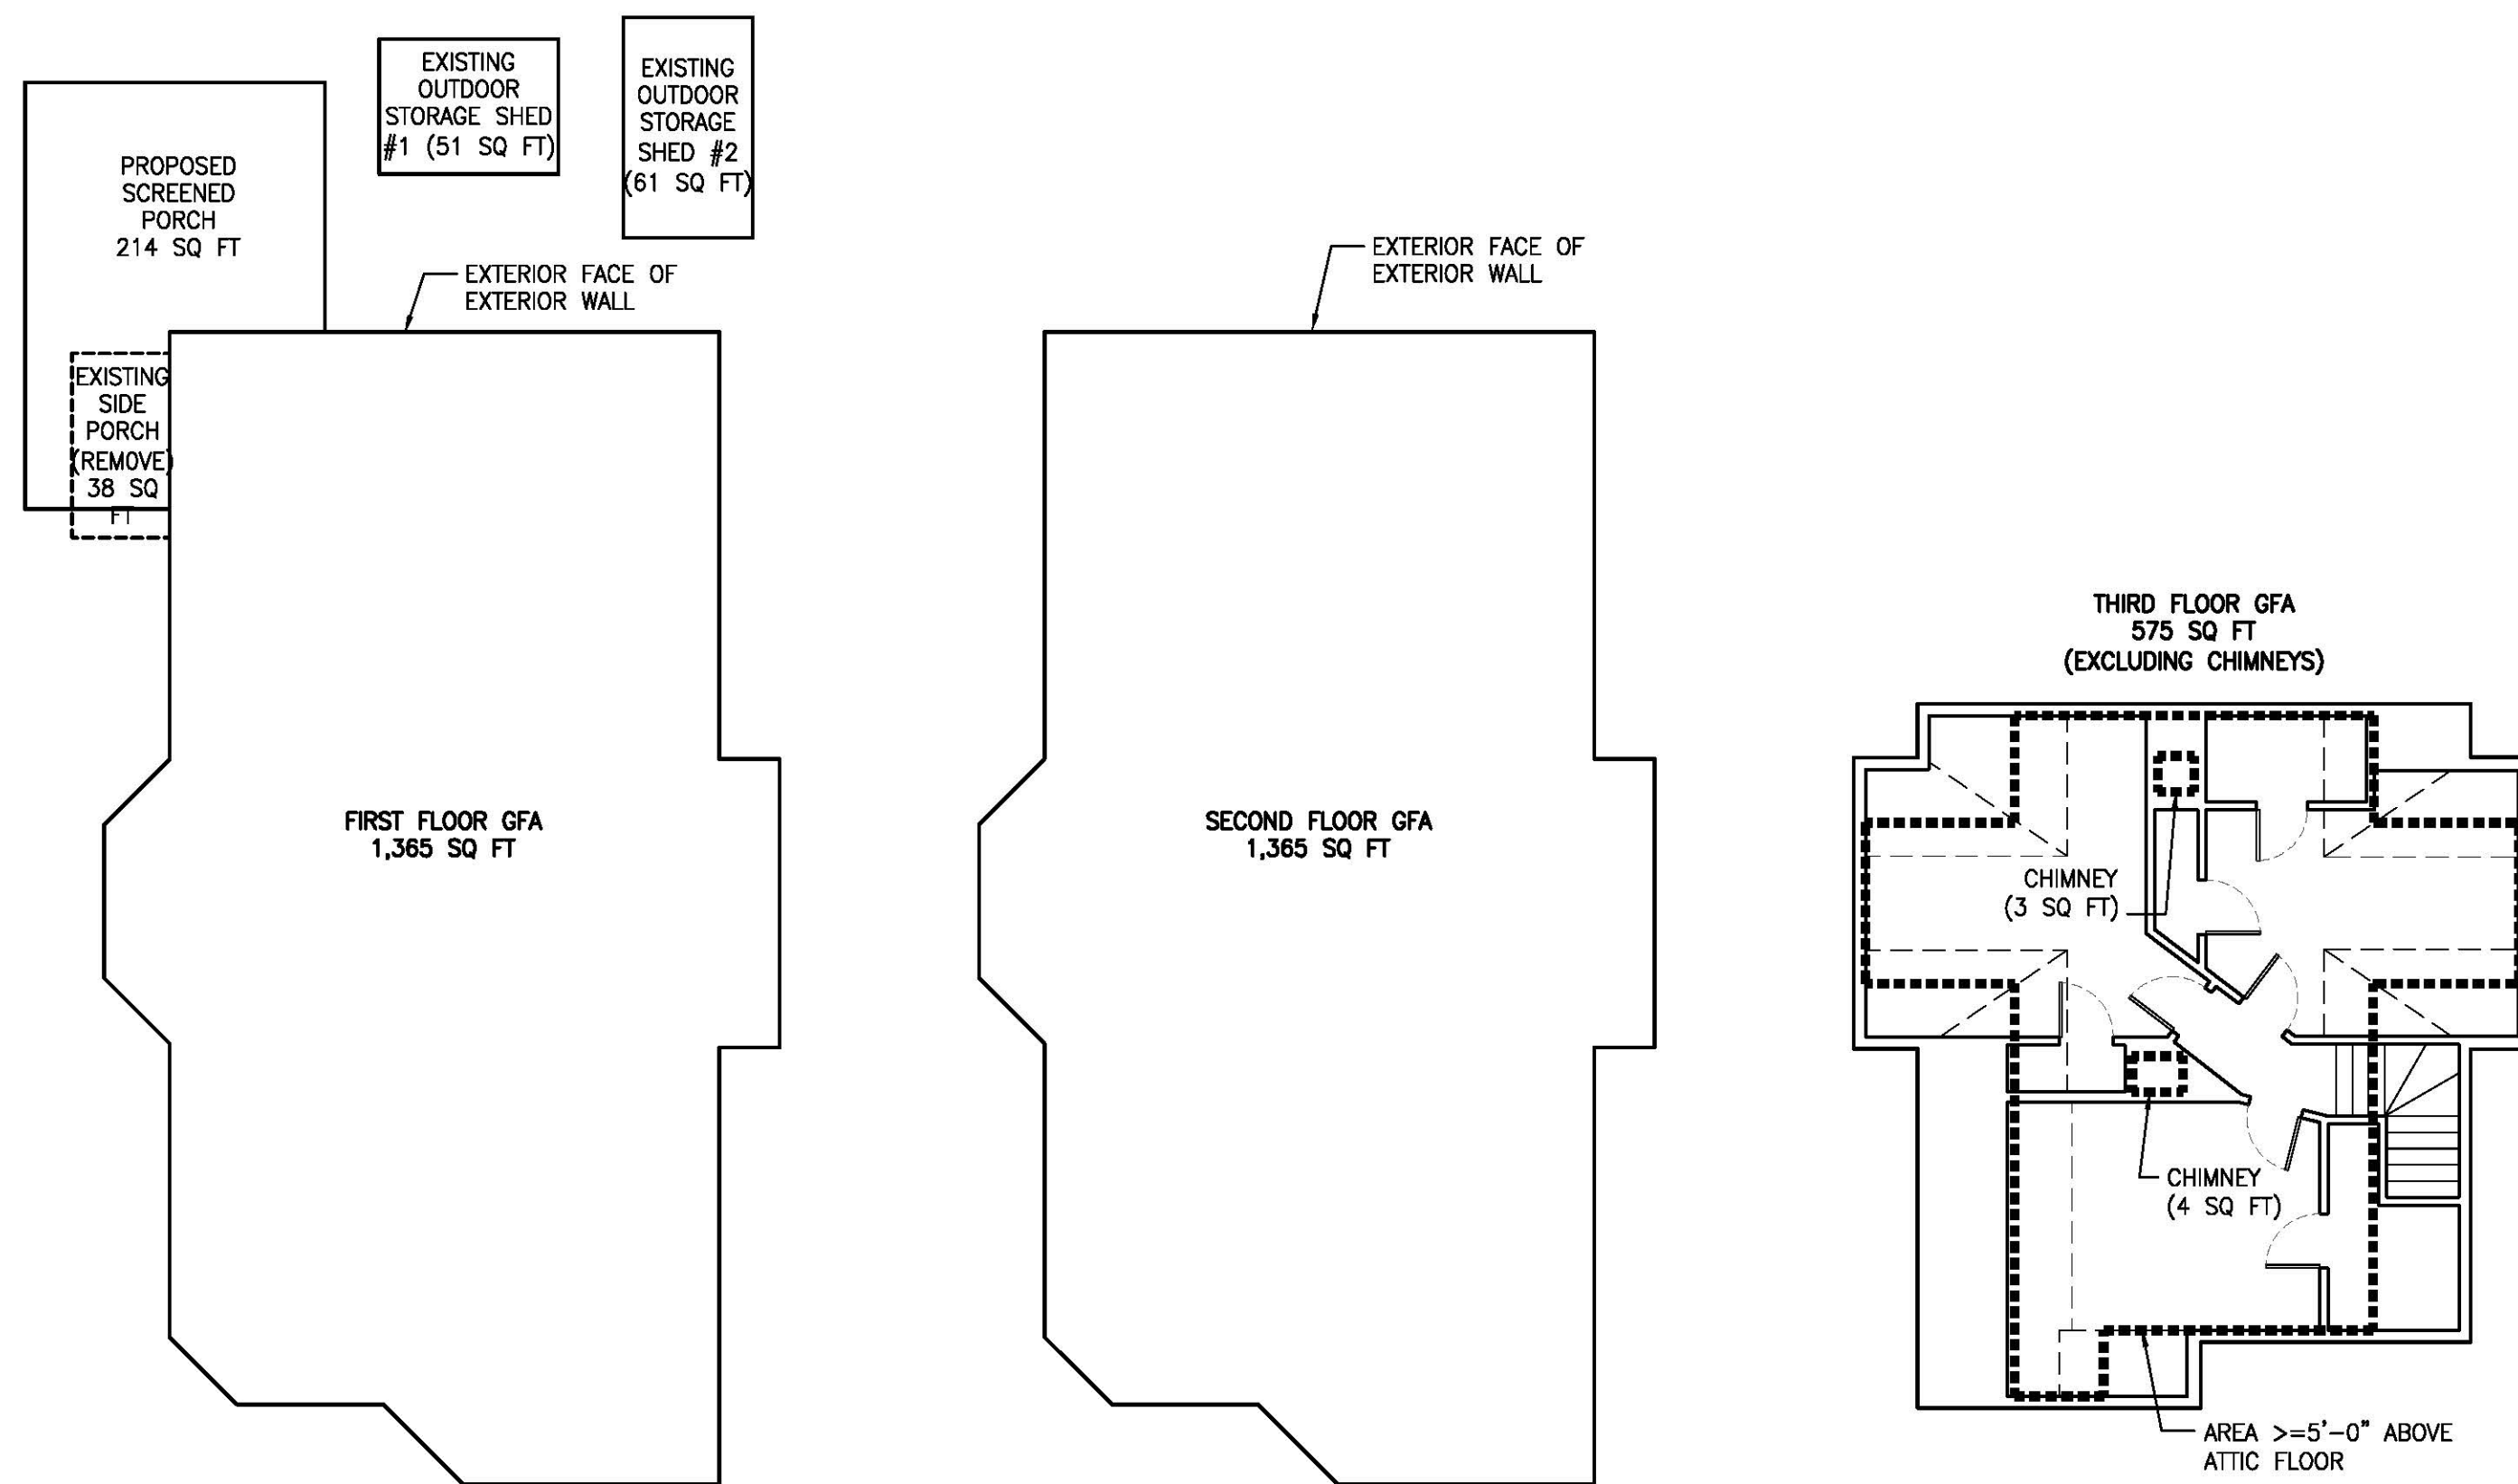 EXISTING
OUTDOOR
STORAGE SHED
#1 (51 SQ FT)
EXISTING
OUTDOOR
STORAGE
SHED #2
(61 SQ FT)
PROPOSED
SCREENED
PORCH
214 SQ FT
EXTERIOR FACE OF
EXTERIOR WALL
EXTERIOR FACE OF
EXTERIOR WALL
EXISTING
SIDE
PORCH
(REMOVE)
38 SQ
FT
FIRST FLOOR GFA
1,365 SQ FT
SECOND FLOOR GFA
1,365 SQ FT
THIRD FLOOR GFA
575 SQ FT
(EXCLUDING CHIMNEYS)
CHIMNEY
(3 SQ FT)
CHIMNEY
(4 SQ FT)
AREA >=5'-0" ABOVE
ATTIC FLOOR